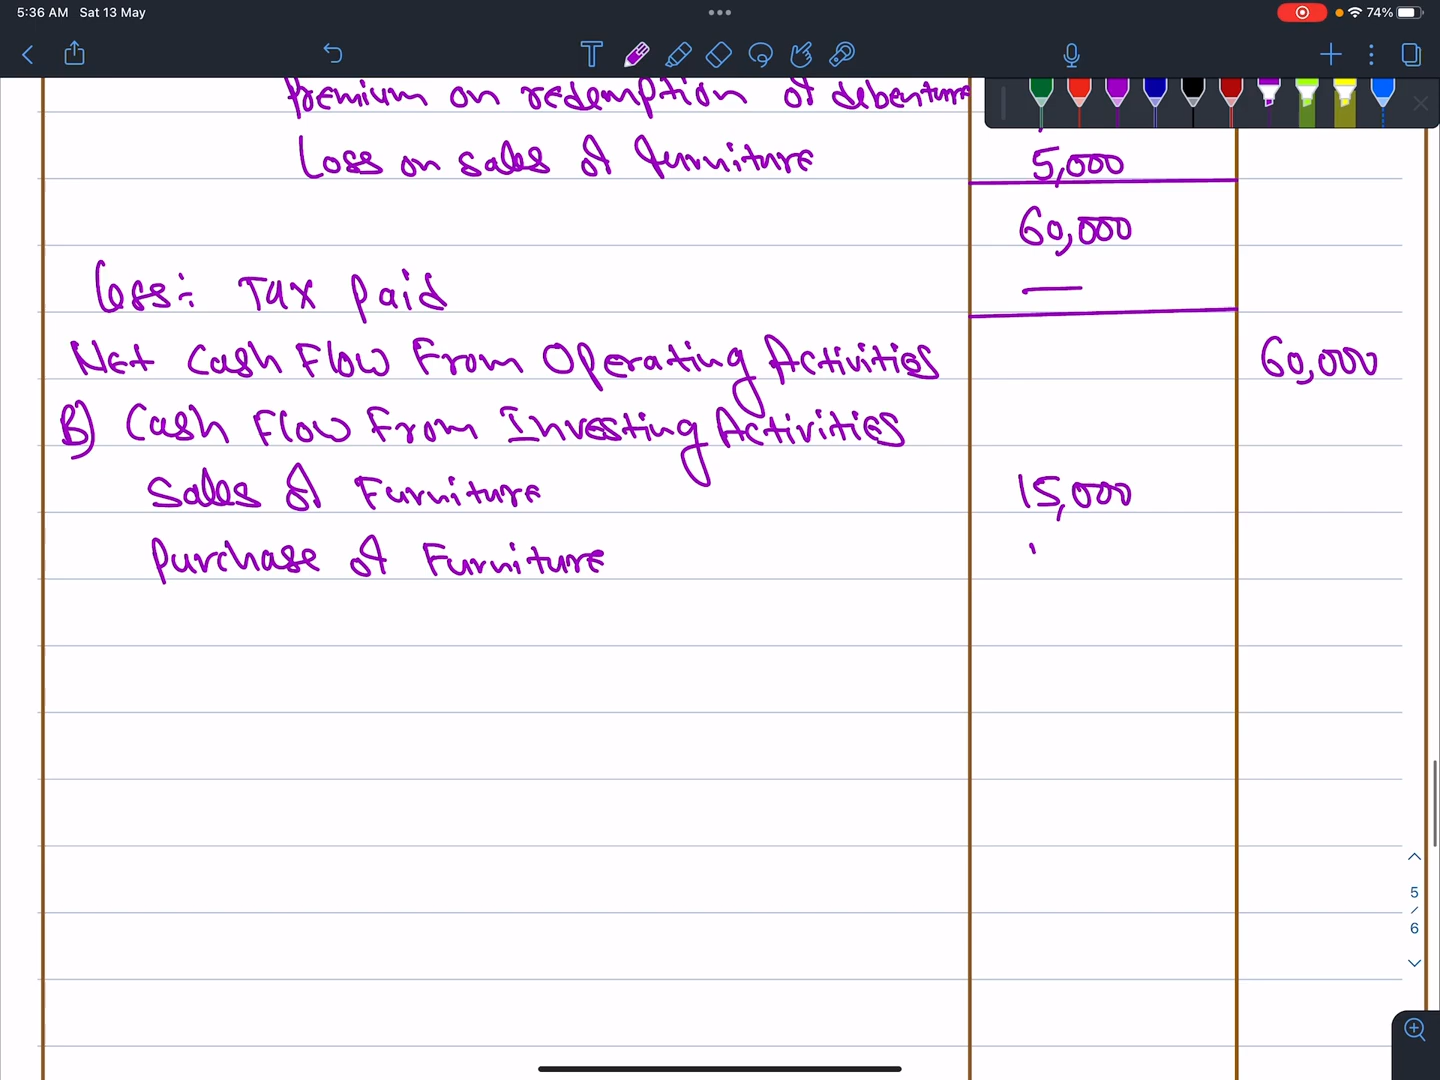 5:36 AM Sat 13 May
74%
Premium on redemption of debenture
Loss on sales of furniture 5,000
60,000
Less:- Tax paid —
Net Cash Flow From Operating Activities 60,000
B) Cash Flow From Investing Activities
Sales of Furniture 15,000
Purchase of Furniture
5
/
6